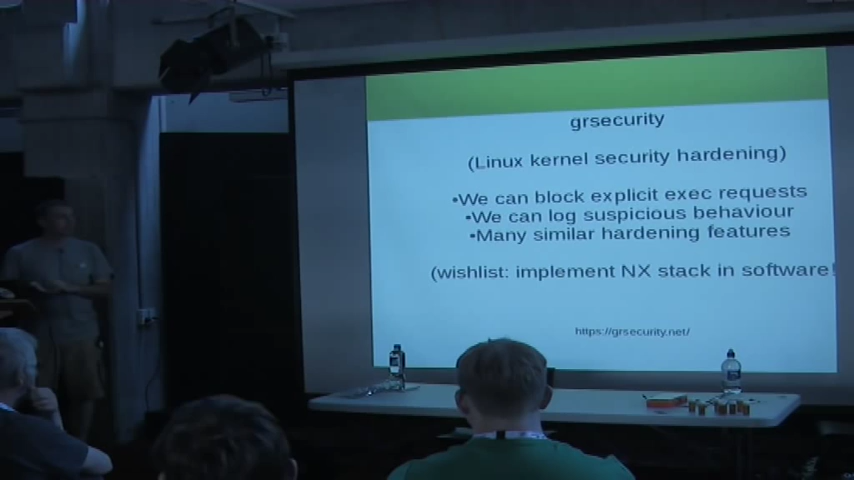 grsecurity
(Linux kernel security hardening)
•We can block explicit exec requests
•We can log suspicious behaviour
•Many similar hardening features
(wishlist: implement NX stack in software!
https://grsecurity.net/